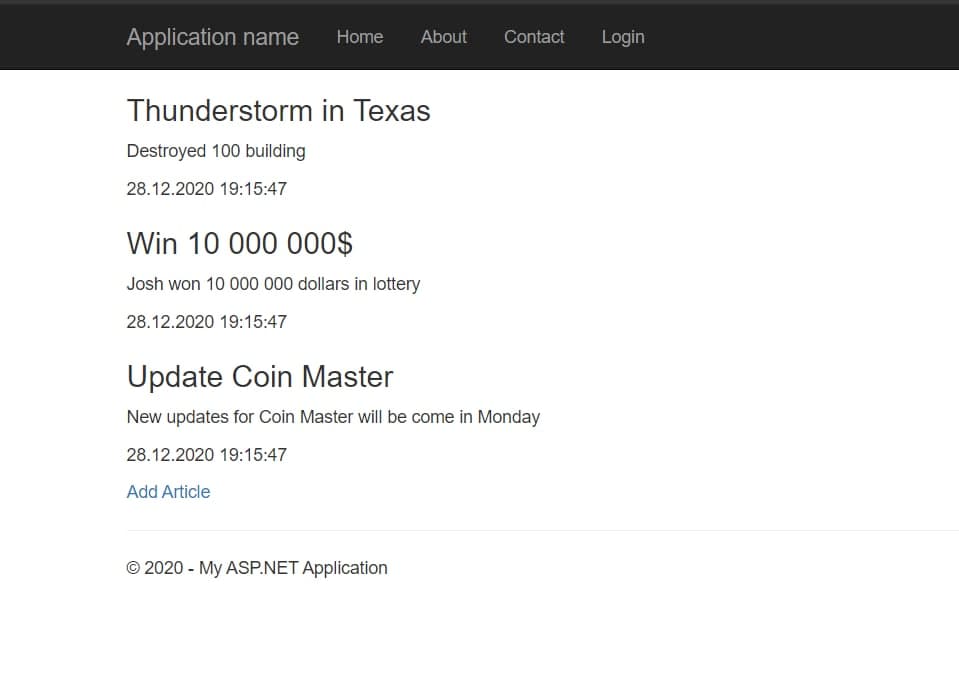 Application name Home About Contact Login
Thunderstorm in Texas
Destroyed 100 building
28.12.2020 19:15:47
Win 10 000 000$
Josh won 10 000 000 dollars in lottery
28.12.2020 19:15:47
Update Coin Master
New updates for Coin Master will be come in Monday
28.12.2020 19:15:47
Add Article
© 2020 - My ASP.NET Application